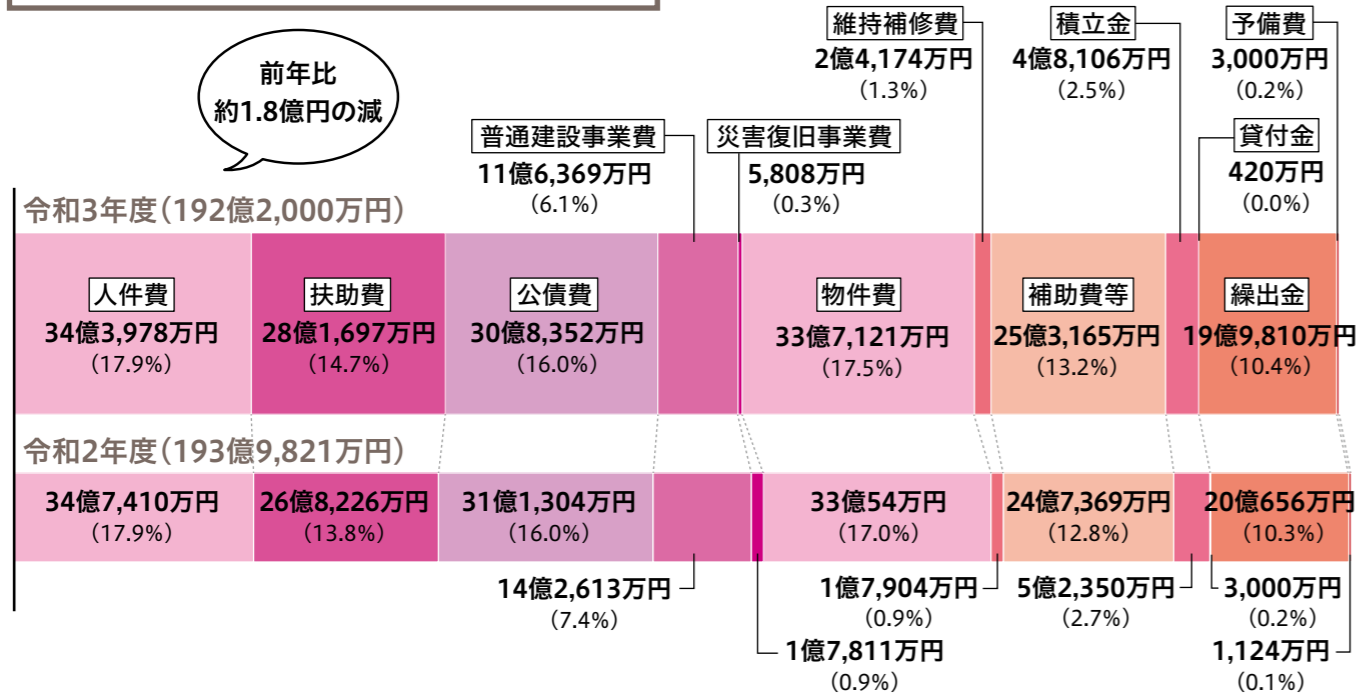 前年比
約1.8億円の減
維持補修費
2億4,174万円
(1.3%)
積立金
4億8,106万円
(2.5%)
予備費
3,000万円
(0.2%)
普通建設事業費
11億6,369万円
(6.1%)
災害復旧事業費
5,808万円
(0.3%)
貸付金
420万円
(0.0%)
令和3年度(192億2,000万円)
人件費
34億3,978万円
(17.9%)
扶助費
28億1,697万円
(14.7%)
公債費
30億8,352万円
(16.0%)
物件費
33億7,121万円
(17.5%)
補助費等
25億3,165万円
(13.2%)
繰出金
19億9,810万円
(10.4%)
令和2年度(193億9,821万円)
34億7,410万円
(17.9%)
26億8,226万円
(13.8%)
31億1,304万円
(16.0%)
33億54万円
(17.0%)
24億7,369万円
(12.8%)
20億656万円
(10.3%)
14億2,613万円
(7.4%)
1億7,811万円
(0.9%)
1億7,904万円
(0.9%)
5億2,350万円
(2.7%)
3,000万円
(0.2%)
1,124万円
(0.1%)